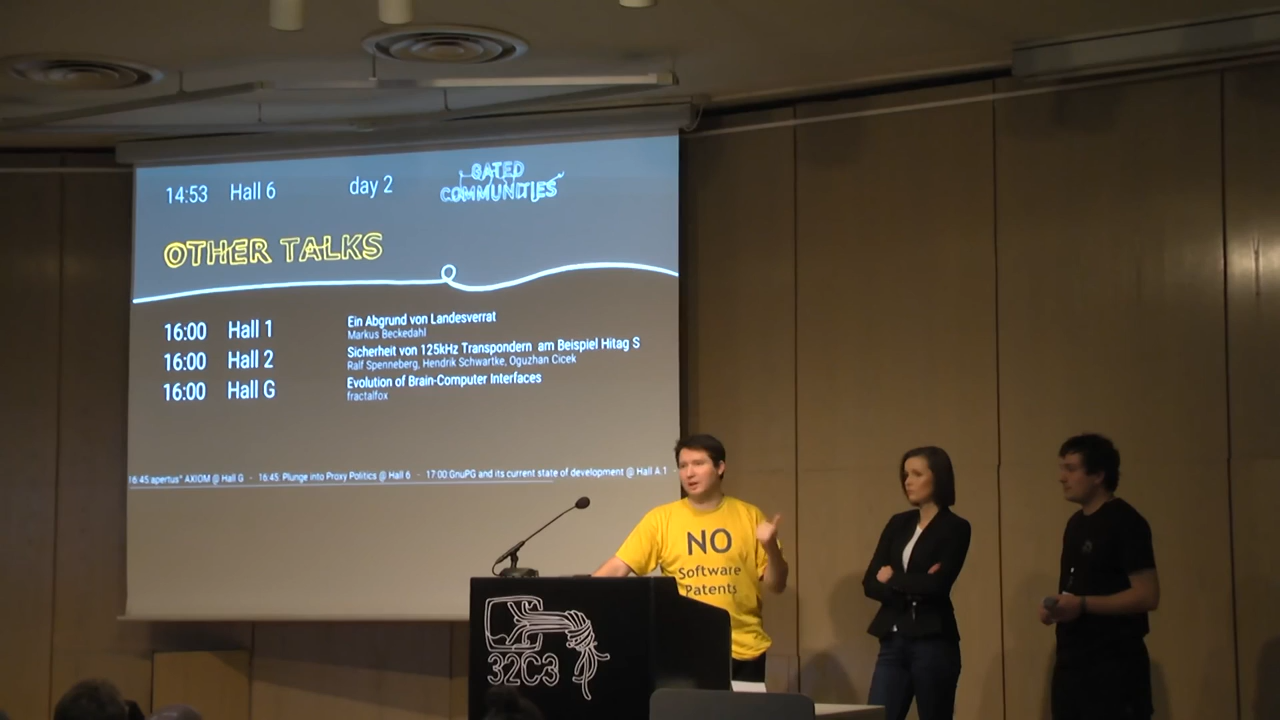 14:53 Hall 6 day 2 GATED
COMMUNITIES
OTHER TALKS
16:00 Hall 1 Ein Abgrund von Landesverrat
Markus Beckedahl
16:00 Hall 2 Sicherheit von 125kHz Transpondern am Beispiel Hitag S
Ralf Spenneberg, Hendrik Schwartke, Oguzhan Cicek
16:00 Hall G Evolution of Brain-Computer Interfaces
fractalfox
16:45:apertus° AXIOM @ Hall G - 16:45: Plunge into Proxy Politics @ Hall 6 - 17:00:GnuPG and its current state of development @ Hall A.1 -
NO
Software
Patents
32C3